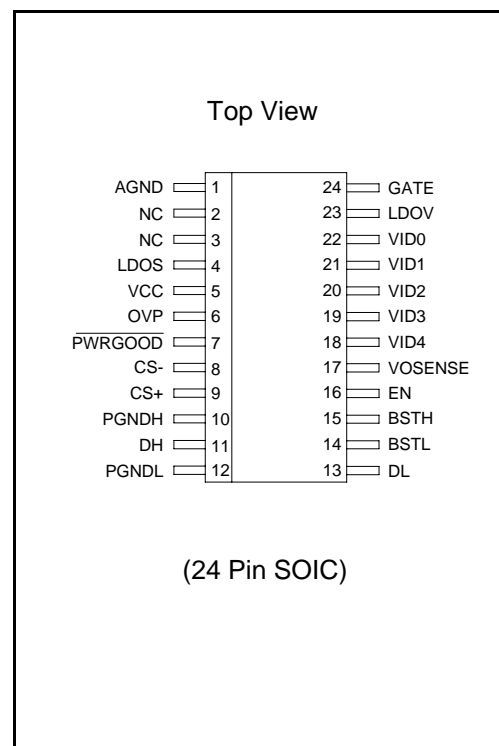 Top View
AGND 1 24 GATE
NC 2 23 LDOV
NC 3 22 VID0
LDOS 4 21 VID1
VCC 5 20 VID2
OVP 6 19 VID3
PWRGOOD 7 18 VID4
CS- 8 17 VOSENSE
CS+ 9 16 EN
PGNDH 10 15 BSTH
DH 11 14 BSTL
PGNDL 12 13 DL
(24 Pin SOIC)